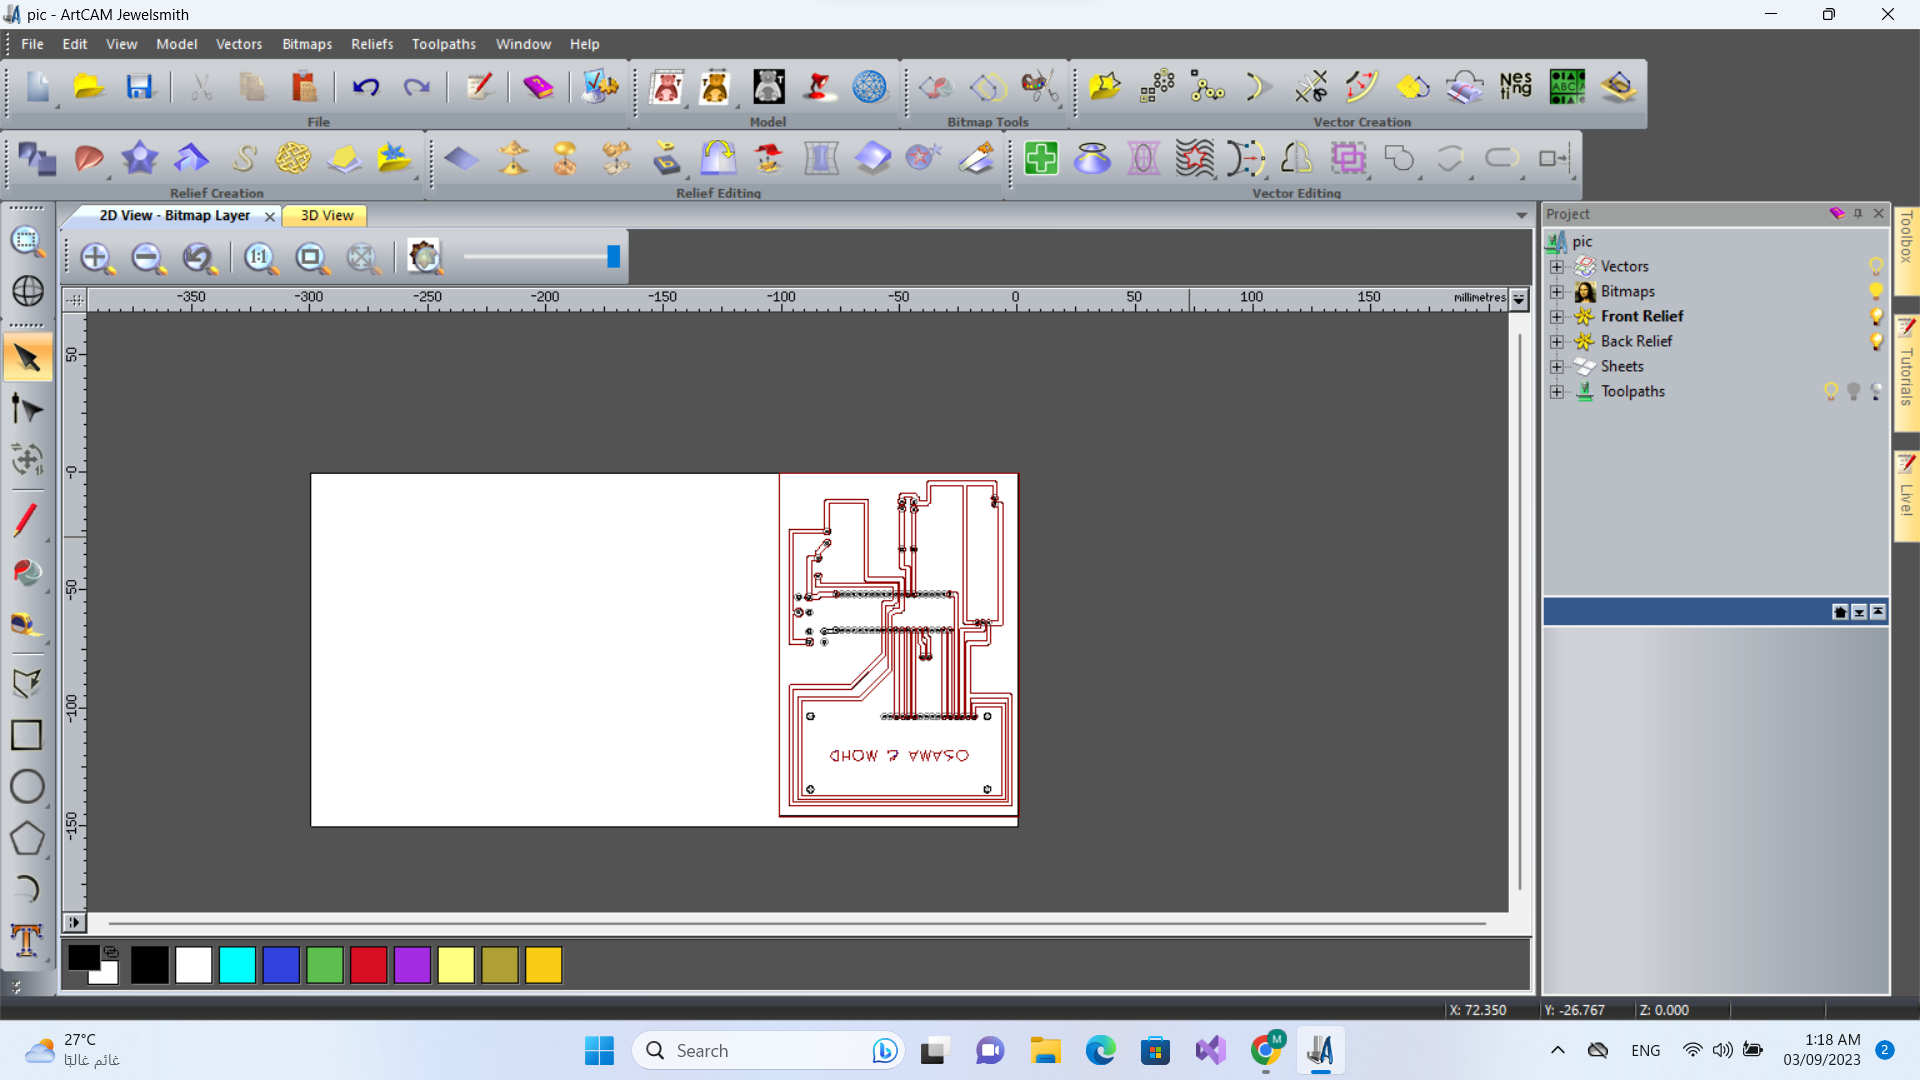 pic - ArtCAM Jewelsmith
File Edit View Model Vectors Bitmaps Reliefs Toolpaths Window Help
Nes
ting
ABC
File Model Bitmap Tools Vector Creation
Relief Creation Relief Editing Vector Editing
2D View - Bitmap Layer 3D View
1:1
-350 -300 -250 -200 -150 -100 -50 0 50 100 150 millimetres
50
-0
-50
-100
-150
OSAMA & MOHD
Project
pic
Vectors
Bitmaps
Front Relief
Back Relief
Sheets
Toolpaths
Toolbox
Tutorials
Live!
X: 72.350 Y: -26.767 Z: 0.000
27°C
غائم غالبًا
Search
M
ENG
1:18 AM
03/09/2023
2